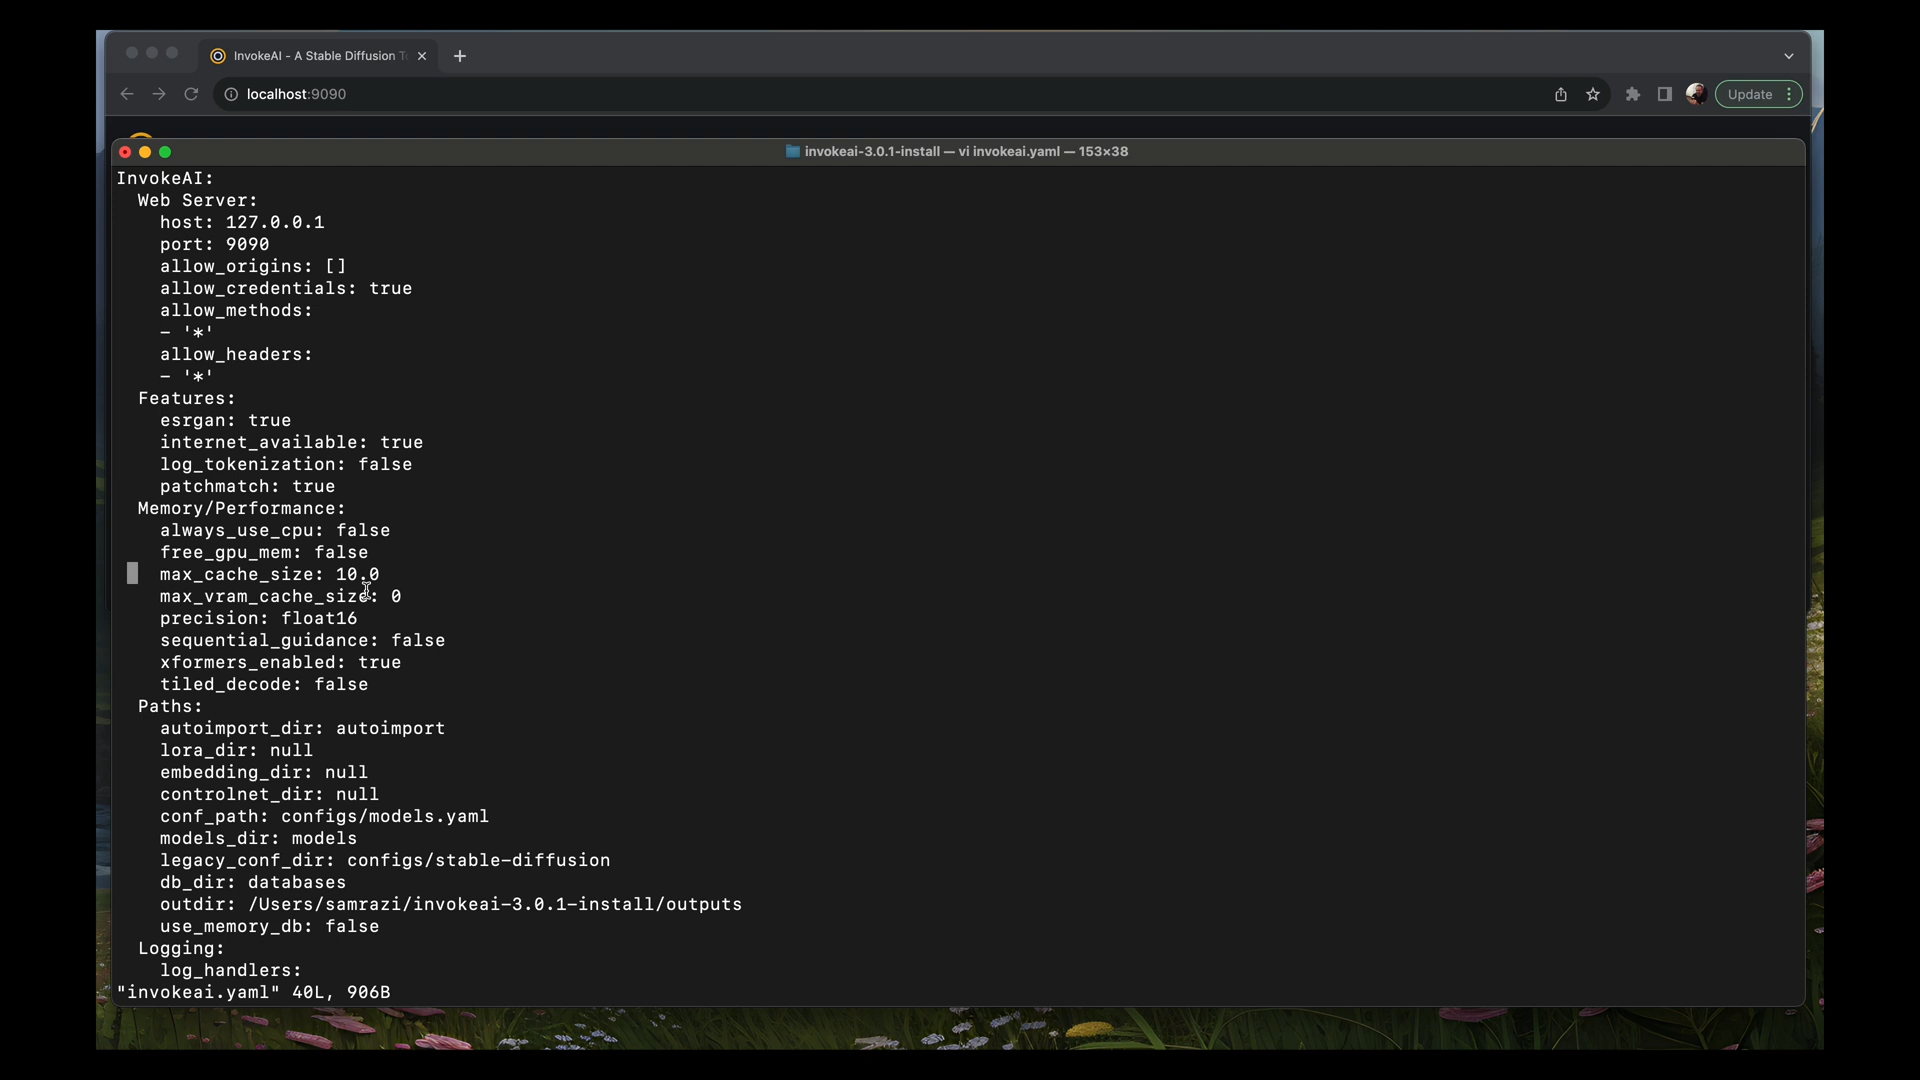 InvokeAI - A Stable Diffusion T
localhost:9090
Update
invokeai-3.0.1-install — vi invokeai.yaml — 153×38
InvokeAI:
  Web Server:
    host: 127.0.0.1
    port: 9090
    allow_origins: []
    allow_credentials: true
    allow_methods:
    - '*'
    allow_headers:
    - '*'
  Features:
    esrgan: true
    internet_available: true
    log_tokenization: false
    patchmatch: true
  Memory/Performance:
    always_use_cpu: false
    free_gpu_mem: false
    max_cache_size: 10.0
    max_vram_cache_size: 0
    precision: float16
    sequential_guidance: false
    xformers_enabled: true
    tiled_decode: false
  Paths:
    autoimport_dir: autoimport
    lora_dir: null
    embedding_dir: null
    controlnet_dir: null
    conf_path: configs/models.yaml
    models_dir: models
    legacy_conf_dir: configs/stable-diffusion
    db_dir: databases
    outdir: /Users/samrazi/invokeai-3.0.1-install/outputs
    use_memory_db: false
  Logging:
    log_handlers:
"invokeai.yaml" 40L, 906B